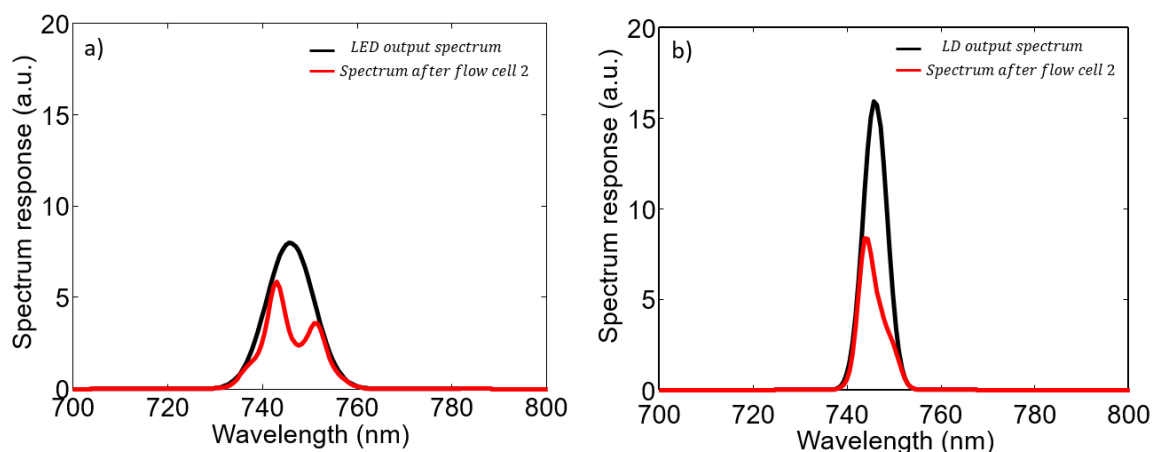 a)
20
15
10
5
0
Spectrum response (a.u.)
LED output spectrum
Spectrum after flow cell 2
700 720 740 760 780 800
Wavelength (nm)
b)
20
15
10
5
0
Spectrum response (a.u.)
LD output spectrum
Spectrum after flow cell 2
700 720 740 760 780 800
Wavelength (nm)